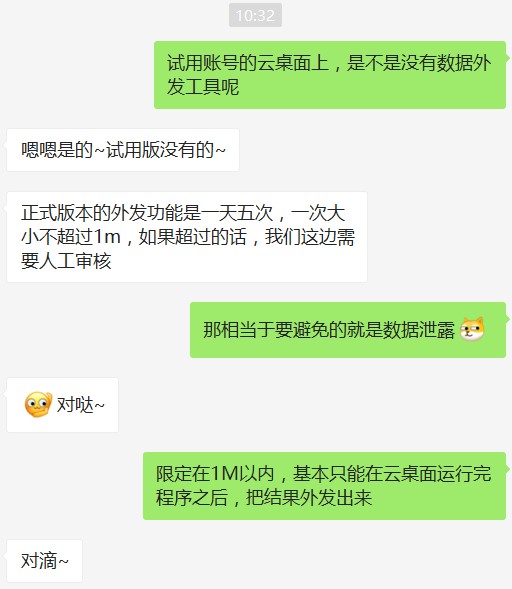 10:32
试用账号的云桌面上，是不是没有数据外
发工具呢
嗯嗯是的~试用版没有的~
正式版本的外发功能是一天五次，一次大
小不超过1m，如果超过的话，我们这边需
要人工审核
那相当于要避免的就是数据泄露
对哒~
限定在1M以内，基本只能在云桌面运行完
程序之后，把结果外发出来
对滴~